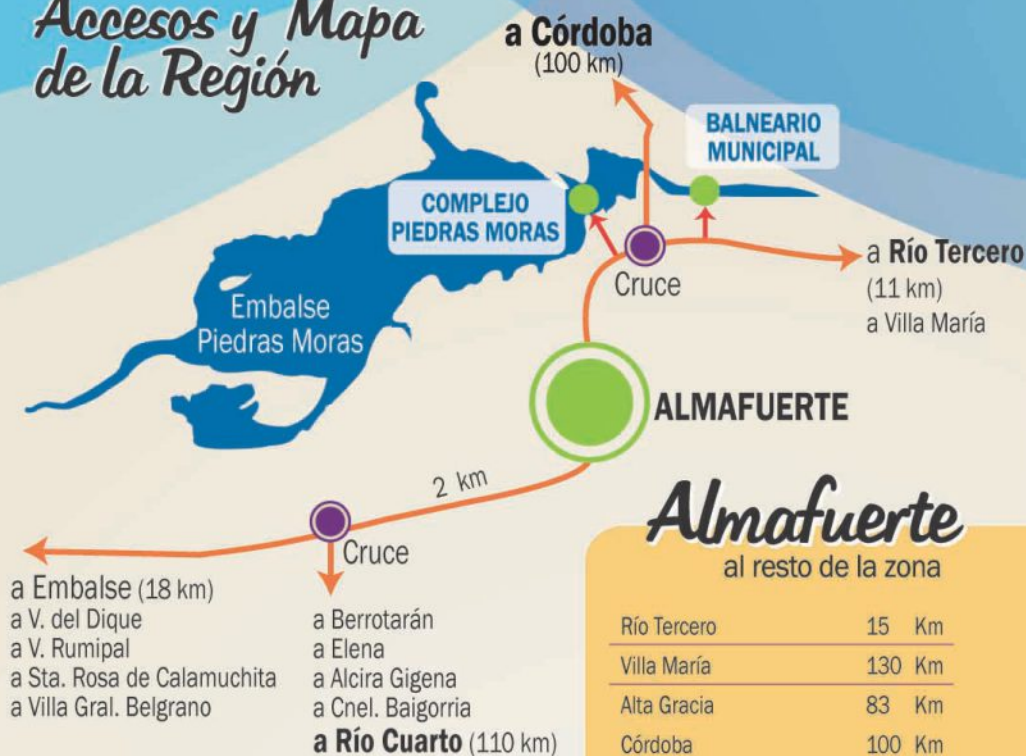 Accesos y Mapa
de la Región
a Córdoba
(100 km)
BALNEARIO
MUNICIPAL
COMPLEJO
PIEDRAS MORAS
Cruce
a Río Tercero
(11 km)
a Villa María
Embalse
Piedras Moras
ALMAFUERTE
2 km
Cruce
a Embalse (18 km)
a V. del Dique
a V. Rumipal
a Sta. Rosa de Calamuchita
a Villa Gral. Belgrano
a Berrotarán
a Elena
a Alcira Gigena
a Cnel. Baigorria
a Río Cuarto (110 km)
Almafuerte
al resto de la zona
Río Tercero 15 Km
Villa María 130 Km
Alta Gracia 83 Km
Córdoba 100 Km